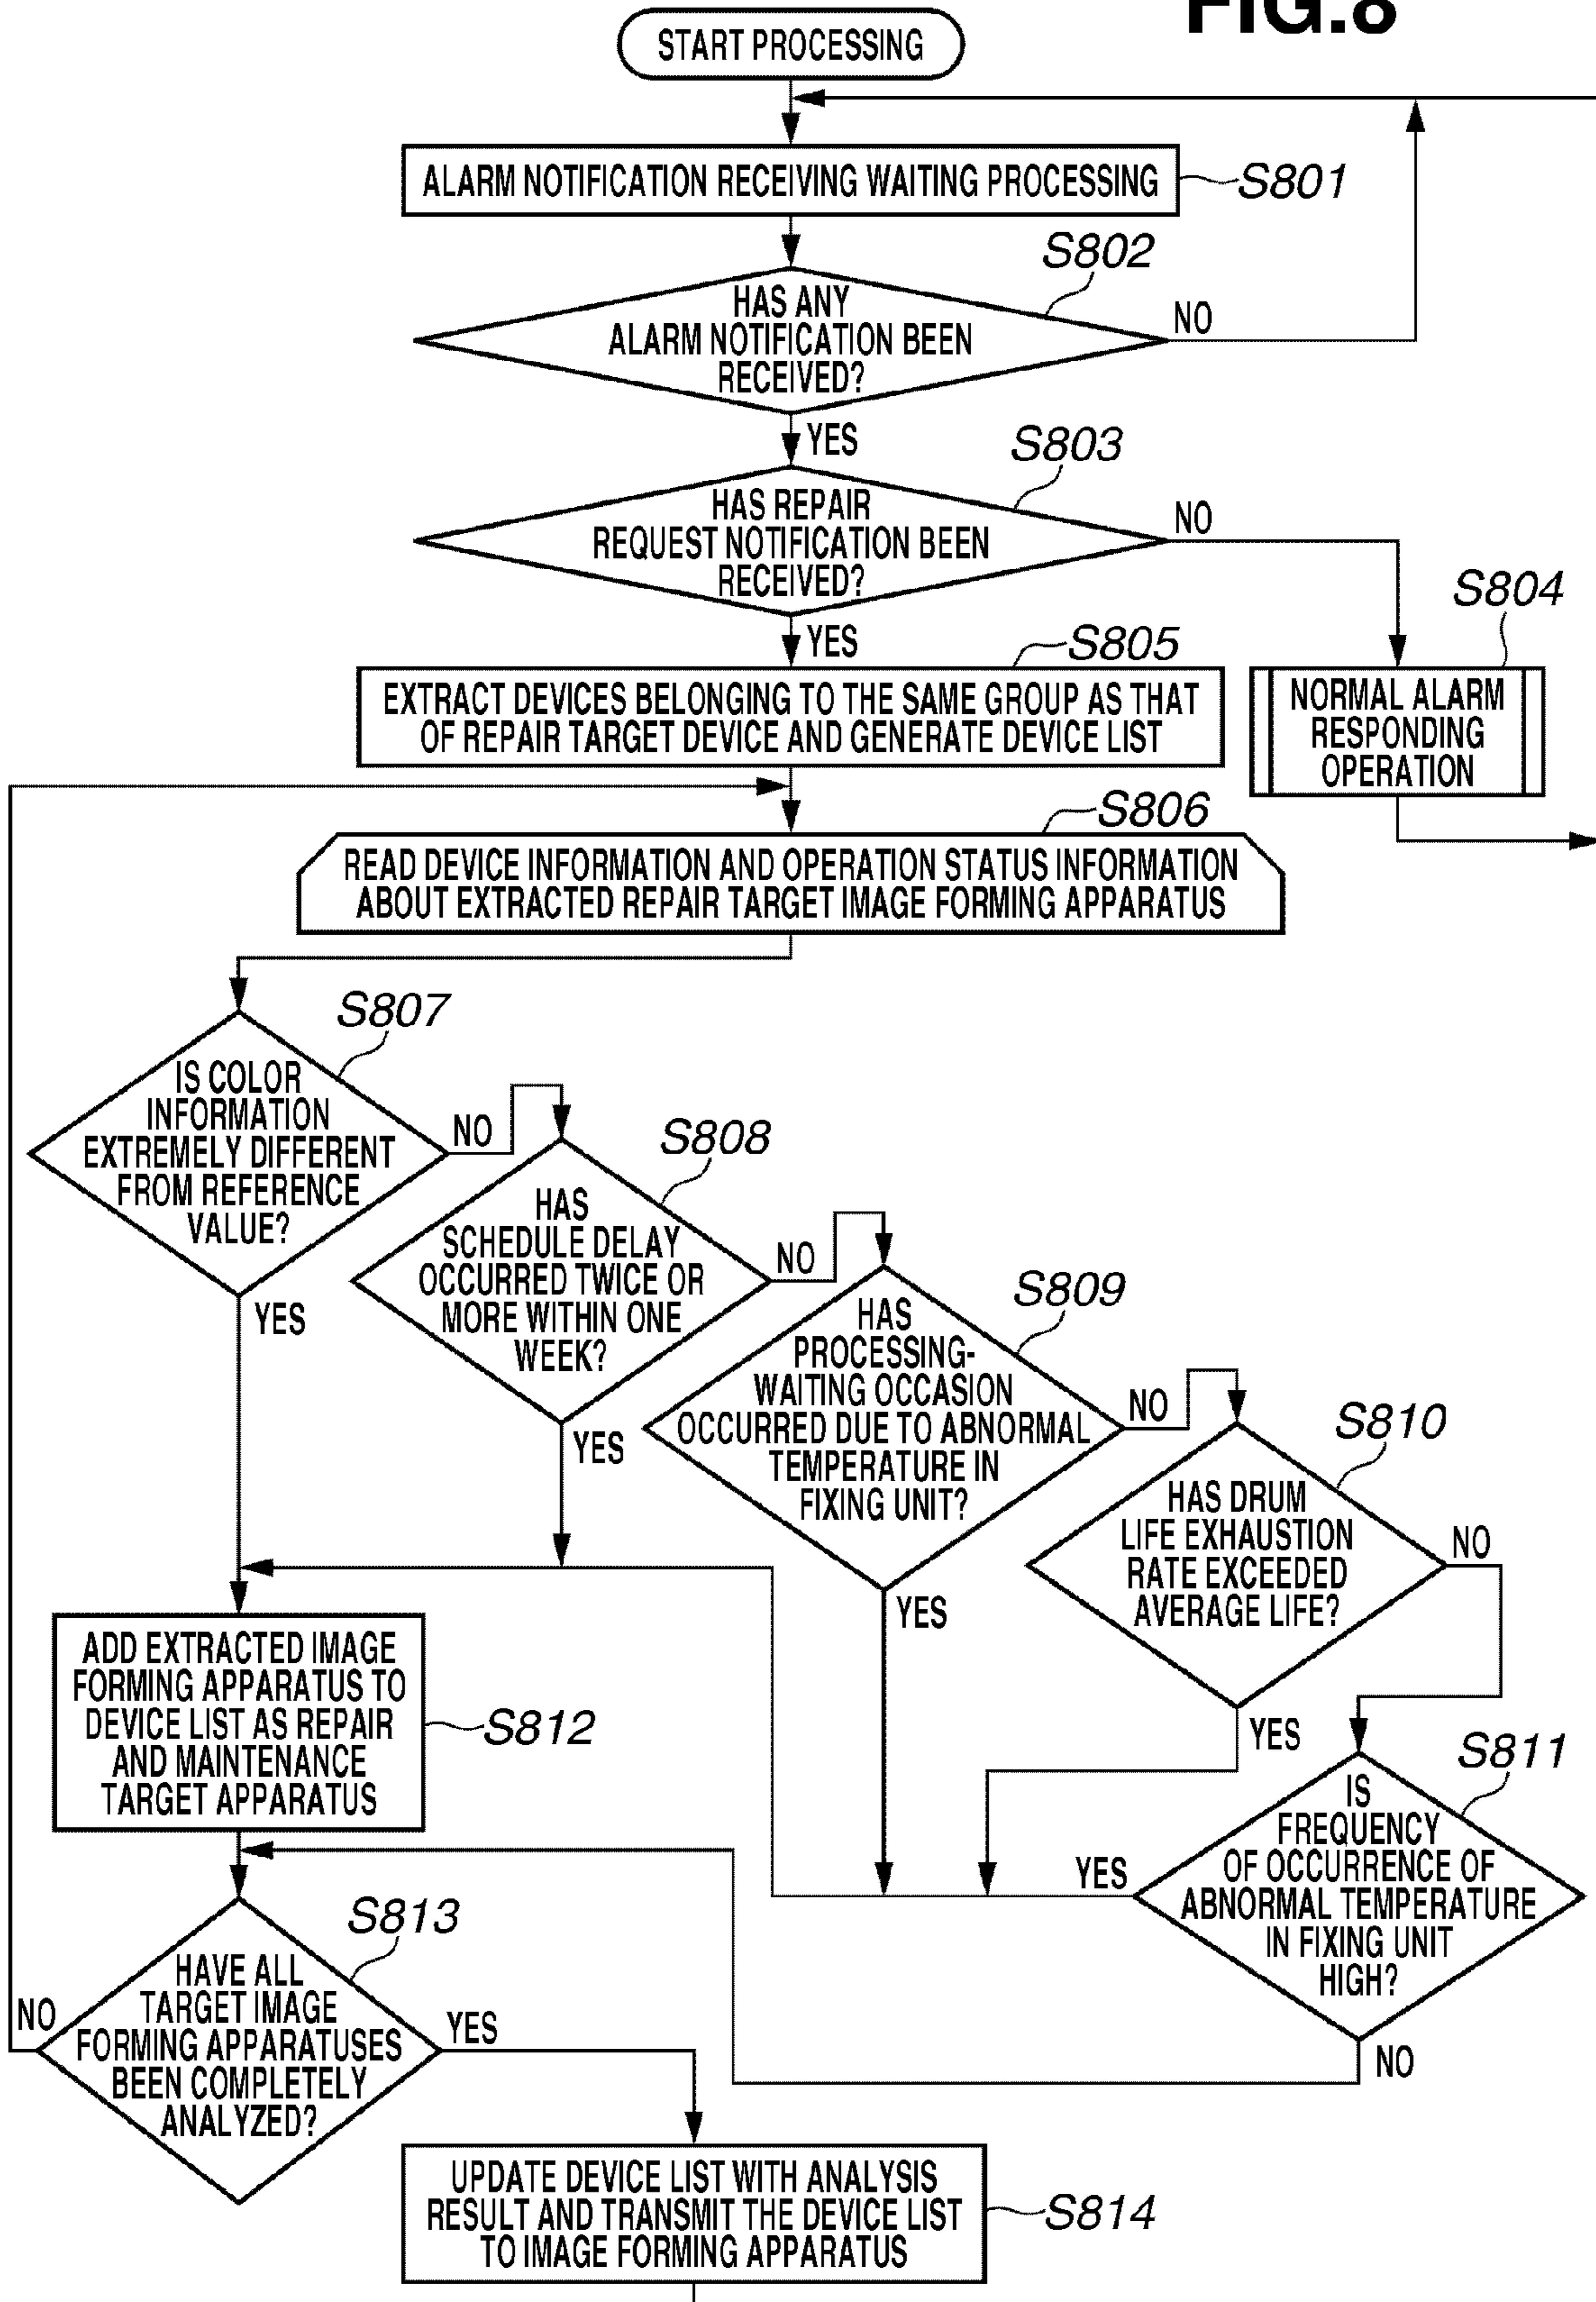 FIG.8
START PROCESSING
ALARM NOTIFICATION RECEIVING WAITING PROCESSING
S801
S802
HAS ANY
ALARM NOTIFICATION BEEN
RECEIVED?
NO
YES
S803
HAS REPAIR
REQUEST NOTIFICATION BEEN
RECEIVED?
NO
YES
S804
NORMAL ALARM
RESPONDING
OPERATION
S805
EXTRACT DEVICES BELONGING TO THE SAME GROUP AS THAT
OF REPAIR TARGET DEVICE AND GENERATE DEVICE LIST
S806
READ DEVICE INFORMATION AND OPERATION STATUS INFORMATION
ABOUT EXTRACTED REPAIR TARGET IMAGE FORMING APPARATUS
S807
IS COLOR
INFORMATION
EXTREMELY DIFFERENT
FROM REFERENCE
VALUE?
NO
YES
S808
HAS
SCHEDULE DELAY
OCCURRED TWICE OR
MORE WITHIN ONE
WEEK?
NO
YES
S809
HAS
PROCESSING-
WAITING OCCASION
OCCURRED DUE TO ABNORMAL
TEMPERATURE IN
FIXING UNIT?
NO
YES
S810
HAS DRUM
LIFE EXHAUSTION
RATE EXCEEDED
AVERAGE LIFE?
NO
YES
S811
IS
FREQUENCY
OF OCCURRENCE OF
ABNORMAL TEMPERATURE
IN FIXING UNIT
HIGH?
YES
NO
ADD EXTRACTED IMAGE
FORMING APPARATUS TO
DEVICE LIST AS REPAIR
AND MAINTENANCE
TARGET APPARATUS
S812
S813
HAVE ALL
TARGET IMAGE
FORMING APPARATUSES
BEEN COMPLETELY
ANALYZED?
NO
YES
UPDATE DEVICE LIST WITH ANALYSIS
RESULT AND TRANSMIT THE DEVICE LIST
TO IMAGE FORMING APPARATUS
S814